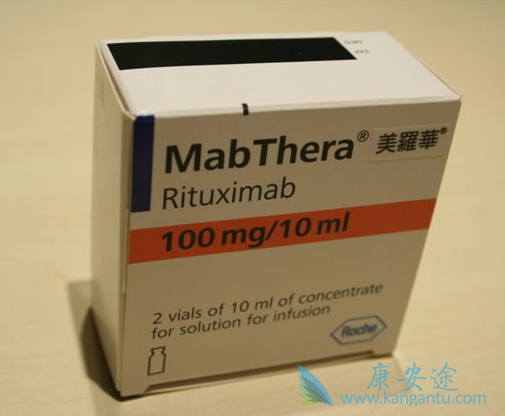 MabThera® 美羅華®
Rituximab
100 mg/10 ml
2 vials of 10 ml of concentrate
for solution for infusion
Roche
康安途
www.kangantu.com